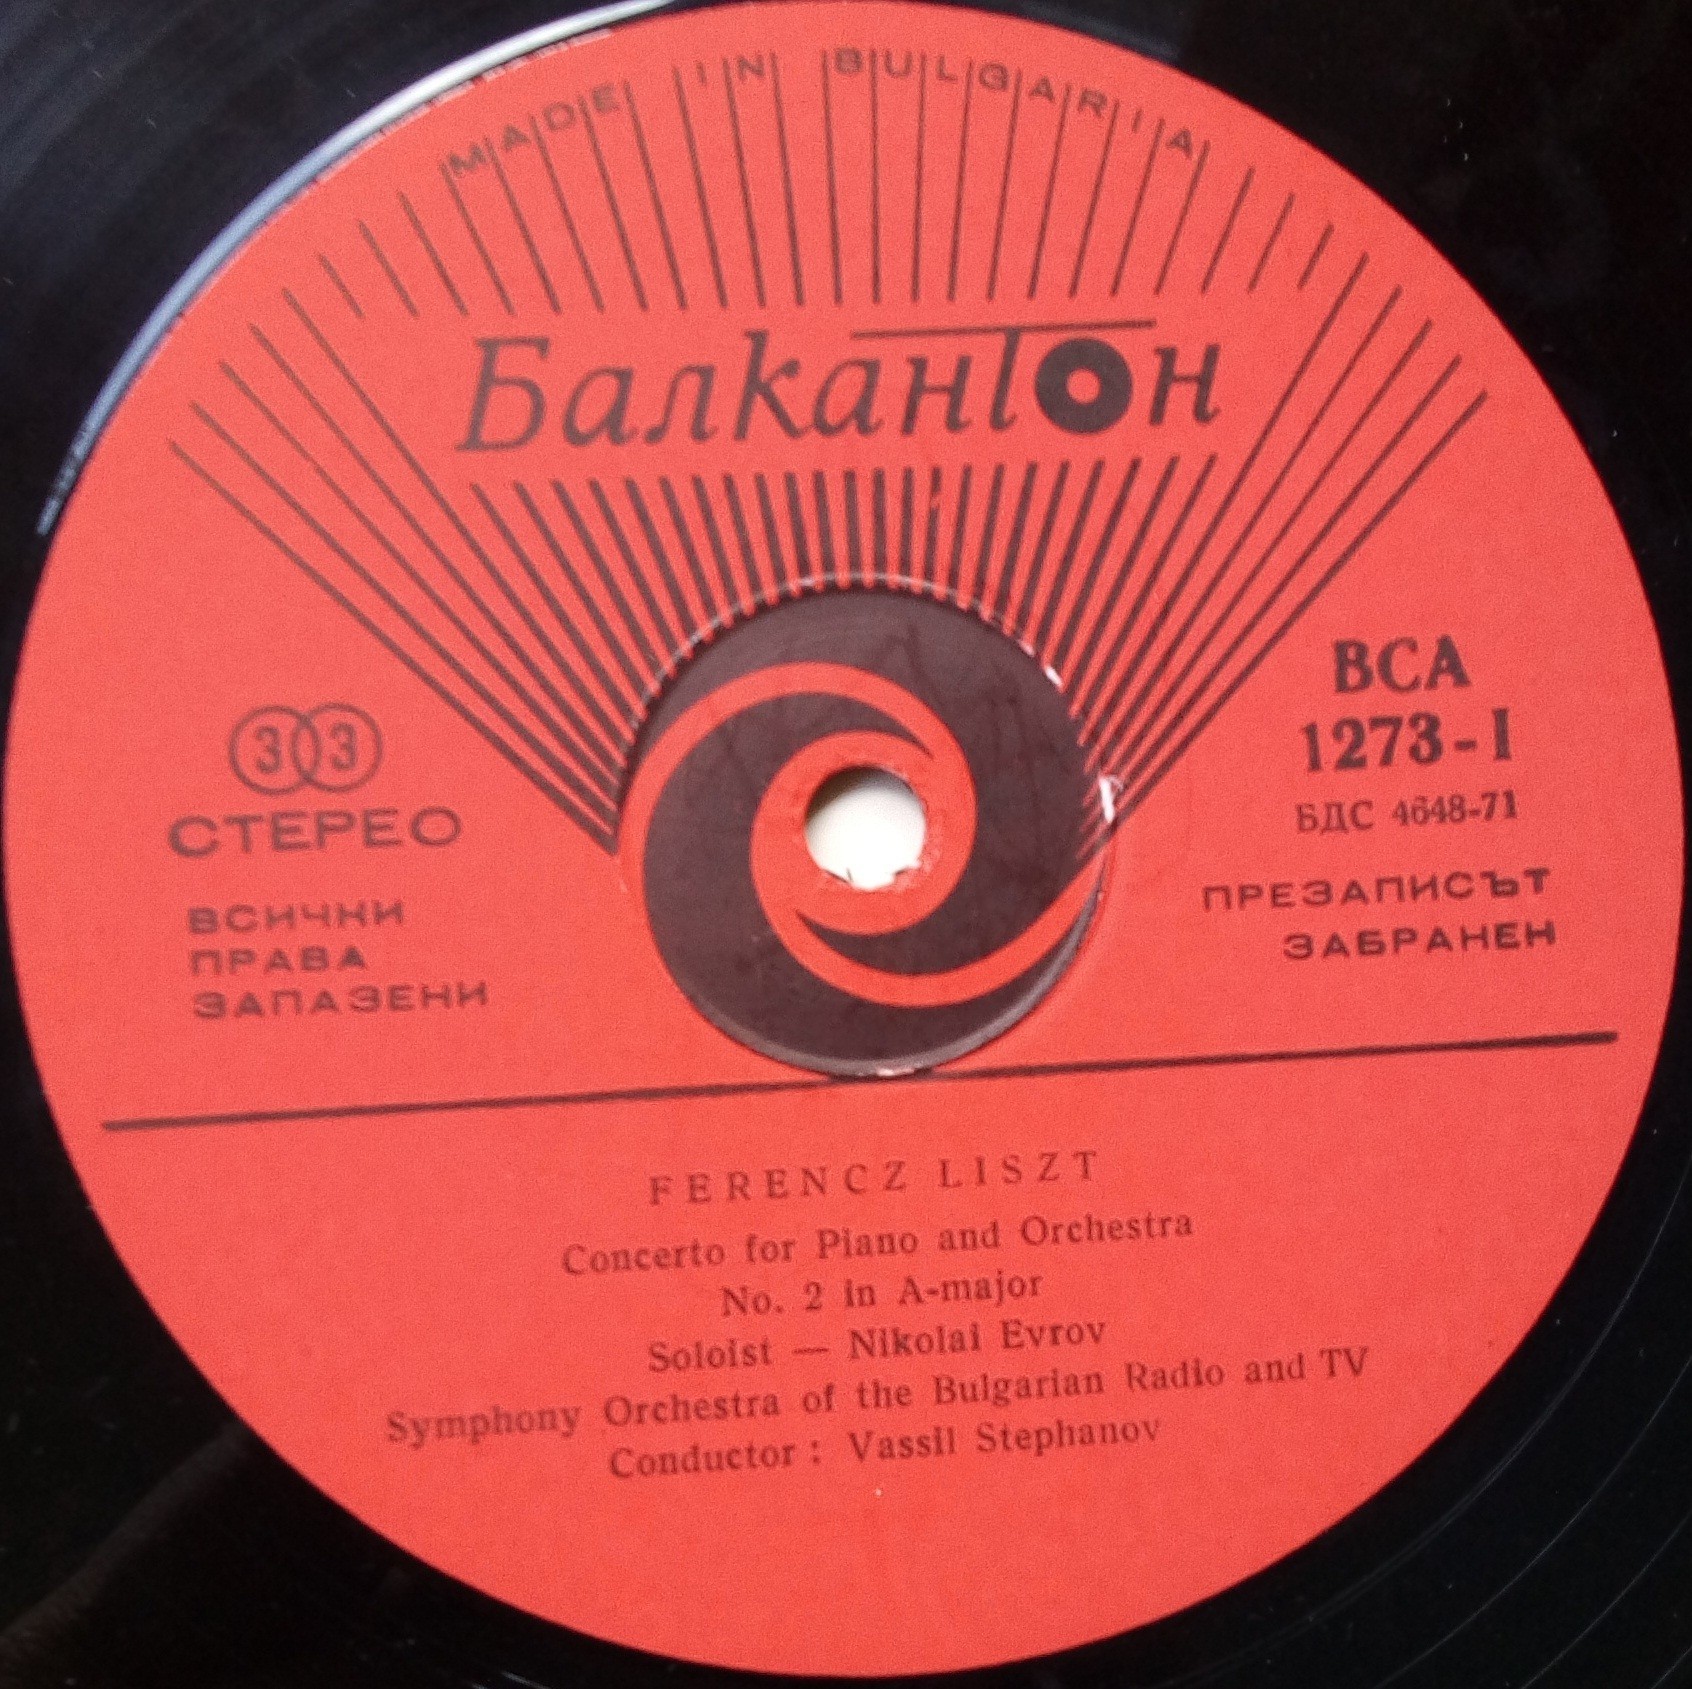 MADE IN BULGARIA
Балкантон
33
СТЕРЕО
ВСИЧКИ
ПРАВА
ЗАПАЗЕНИ
ВСА
1273-I
БДС 4648-71
ПРЕЗАПИСЪТ
ЗАБРАНЕН
FERENCZ LISZT
Concerto for Piano and Orchestra
No. 2 in A-major
Soloist — Nikolai Evrov
Symphony Orchestra of the Bulgarian Radio and TV
Conductor: Vassil Stephanov